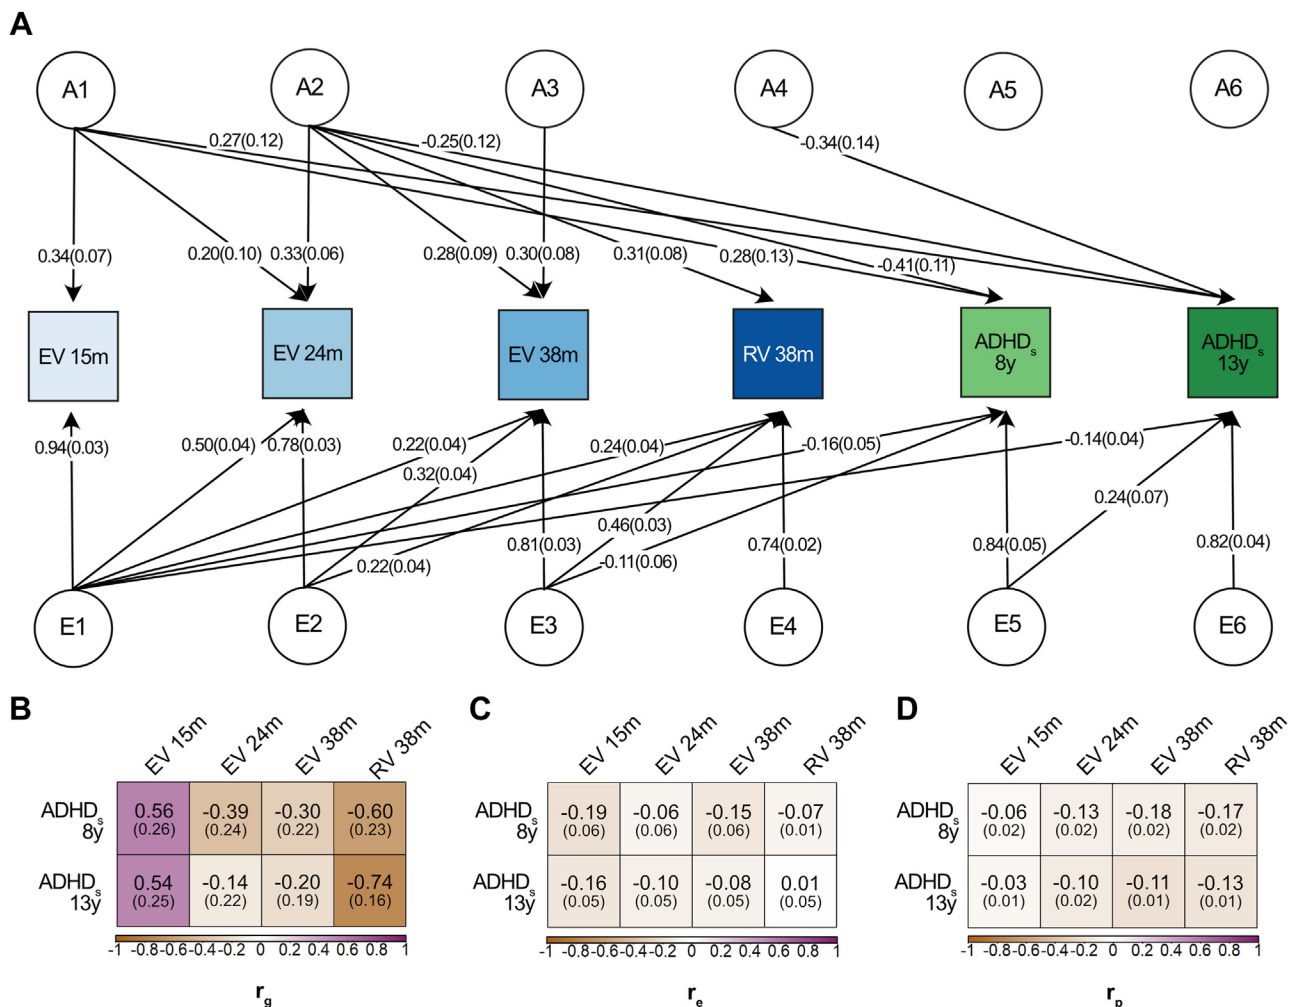 A
A1 A2 A3 A4 A5 A6
0.27(0.12) -0.25(0.12) -0.34(0.14)
0.34(0.07) 0.20(0.10) 0.33(0.06) 0.28(0.09) 0.30(0.08) 0.31(0.08) 0.28(0.13) -0.41(0.11)
EV 15m EV 24m EV 38m RV 38m ADHDs 8y ADHDs 13y
0.94(0.03) 0.50(0.04) 0.78(0.03) 0.22(0.04) 0.24(0.04) -0.16(0.05) -0.14(0.04)
0.32(0.04)
0.46(0.03) 0.24(0.07)
0.22(0.04) 0.81(0.03) -0.11(0.06) 0.74(0.02) 0.84(0.05) 0.82(0.04)
E1 E2 E3 E4 E5 E6
B
EV 15m EV 24m EV 38m RV 38m
ADHDs 8y
0.56 -0.39 -0.30 -0.60
(0.26) (0.24) (0.22) (0.23)
ADHDs 13y
0.54 -0.14 -0.20 -0.74
(0.25) (0.22) (0.19) (0.16)
-1 -0.8 -0.6 -0.4 -0.2 0 0.2 0.4 0.6 0.8 1
rg
C
EV 15m EV 24m EV 38m RV 38m
ADHDs 8y
-0.19 -0.06 -0.15 -0.07
(0.06) (0.06) (0.06) (0.01)
ADHDs 13y
-0.16 -0.10 -0.08 0.01
(0.05) (0.05) (0.05) (0.05)
-1 -0.8 -0.6 -0.4 -0.2 0 0.2 0.4 0.6 0.8 1
re
D
EV 15m EV 24m EV 38m RV 38m
ADHDs 8y
-0.06 -0.13 -0.18 -0.17
(0.02) (0.02) (0.02) (0.02)
ADHDs 13y
-0.03 -0.10 -0.11 -0.13
(0.01) (0.02) (0.01) (0.01)
-1 -0.8 -0.6 -0.4 -0.2 0 0.2 0.4 0.6 0.8 1
rp